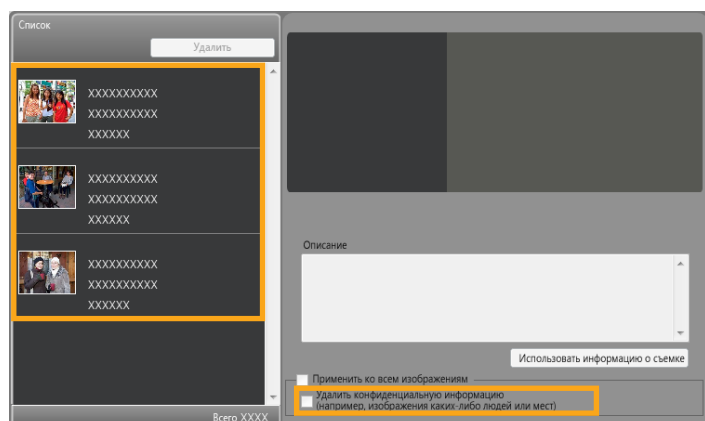 Список
Удалить
XXXXXXXXXX
XXXXXXXXXX
XXXXXX
XXXXXXXXXX
XXXXXXXXXX
XXXXXX
XXXXXXXXXX
XXXXXXXXXX
XXXXXX
Всего XXXX
Описание
Использовать информацию о съемке
Применить ко всем изображениям
Удалить конфиденциальную информацию
(например, изображения каких-либо людей или мест)